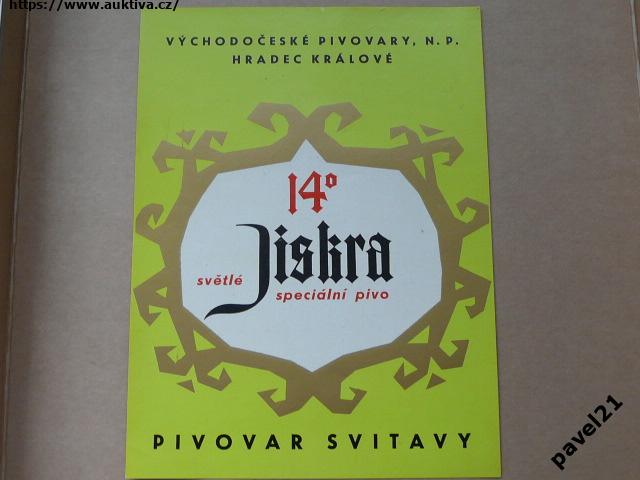 https://www.auktiva.cz/
VÝCHODOČESKÉ PIVOVARY, N. P.
HRADEC KRÁLOVÉ
14°
Jiskra
světlé
speciální pivo
PIVOVAR SVITAVY
pavel21